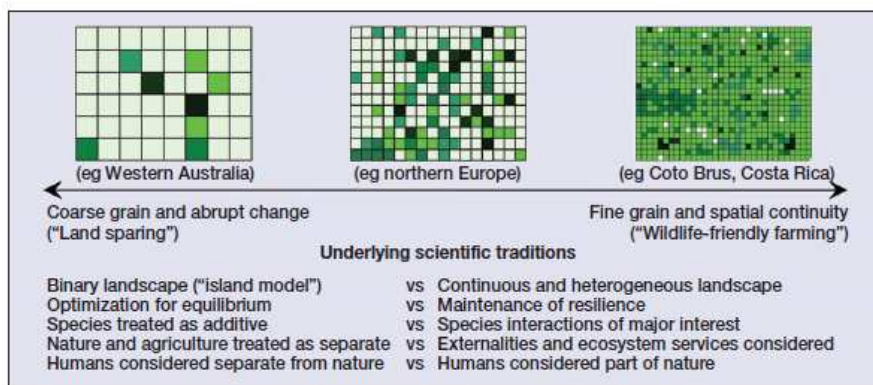 (eg Western Australia) (eg northern Europe) (eg Coto Brus, Costa Rica)
Coarse grain and abrupt change Fine grain and spatial continuity
("Land sparing") ("Wildlife-friendly farming")
Underlying scientific traditions
Binary landscape ("island model") vs Continuous and heterogeneous landscape
Optimization for equilibrium vs Maintenance of resilience
Species treated as additive vs Species interactions of major interest
Nature and agriculture treated as separate vs Externalities and ecosystem services considered
Humans considered separate from nature vs Humans considered part of nature